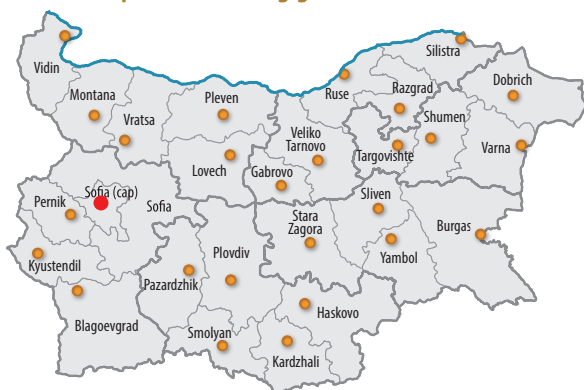 Vidin
Montana
Vratsa
Pleven
Lovech
Gabrovo
Veliko
Tarnovo
Ruse
Razgrad
Silistra
Dobrich
Shumen
Targovishte
Varna
Sofia (cap)
Sofia
Pernik
Kyustendil
Blagoevgrad
Pazardzhik
Plovdiv
Smolyan
Stara
Zagora
Sliven
Yambol
Burgas
Haskovo
Kardzhali